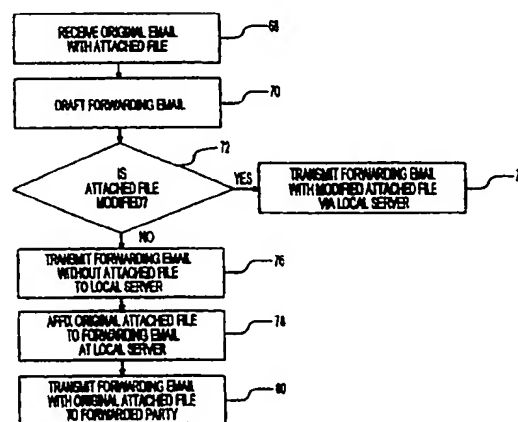 RECEIVE ORIGINAL EMAIL
WITH ATTACHED FILE
68
DRAFT FORWARDING EMAIL
70
72
IS
ATTACHED FILE
MODIFIED?
YES
TRANSMIT FORWARDING EMAIL
WITH MODIFIED ATTACHED FILE
VIA LOCAL SERVER
NO
TRANSMIT FORWARDING EMAIL
WITHOUT ATTACHED FILE
TO LOCAL SERVER
76
AFFIX ORIGINAL ATTACHED FILE
TO FORWARDING EMAIL
AT LOCAL SERVER
78
TRANSMIT FORWARDING EMAIL
WITH ORIGINAL ATTACHED FILE
TO FORWARDED PARTY
80